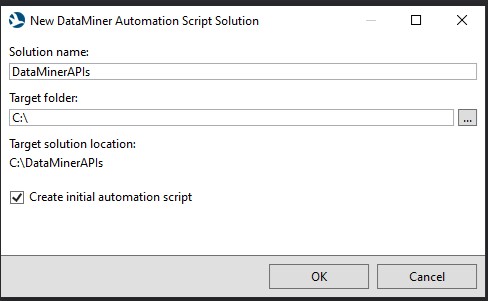 New DataMiner Automation Script Solution
Solution name:
DataMinerAPIs
Target folder:
C:\
...
Target solution location:
C:\DataMinerAPIs
Create initial automation script
OK
Cancel